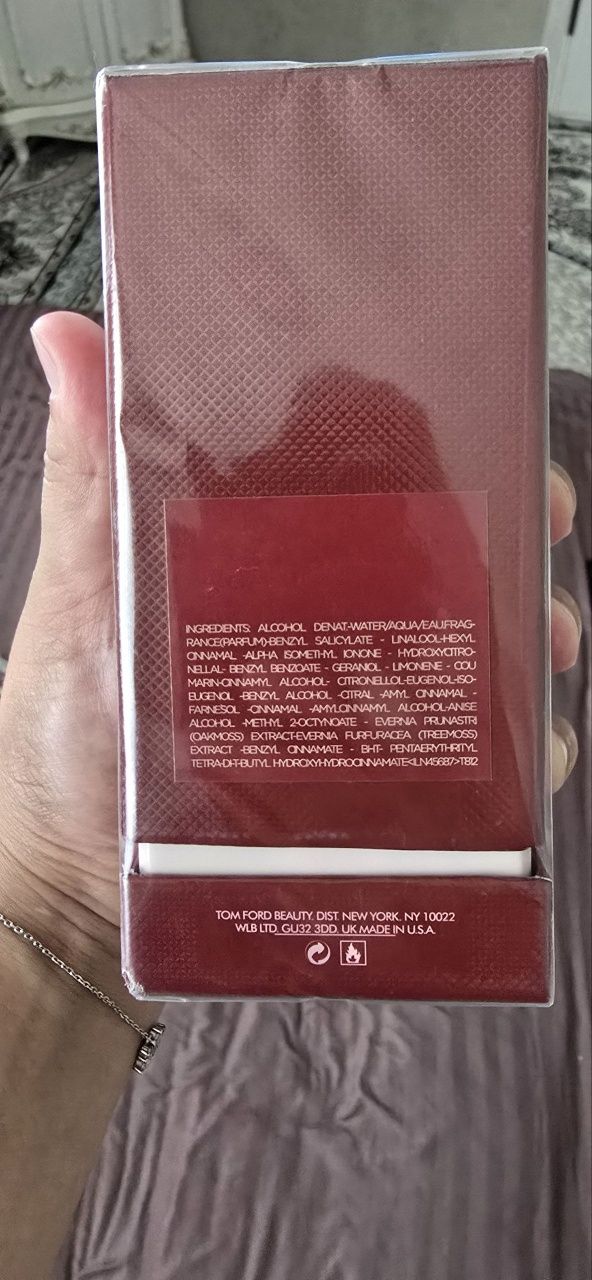 INGREDIENTS: ALCOHOL DENAT.-WATER/AQUA/EAU.FRAG-
RANCE(PARFUM)-BENZYL SALICYLATE - LINALOOL-HEXYL
CINNAMAL -ALPHA ISOMETHYL IONONE - HYDROXYCITRO-
NELLAL- BENZYL BENZOATE - GERANIOL - LIMONENE - COU
MARIN-CINNAMYL ALCOHOL- CITRONELLOL-EUGENOL-ISO-
EUGENOL -BENZYL ALCOHOL -CITRAL -AMYL CINNAMAL -
FARNESOL -CINNAMAL -AMYLCINNAMYL ALCOHOL-ANISE
ALCOHOL -METHYL 2-OCTYNOATE - EVERNIA PRUNASTRI
(OAKMOSS) EXTRACT-EVERNIA FURFURACEA (TREEMOSS)
EXTRACT -BENZYL CINNAMATE - BHT- PENTAERYTHRITYL
TETRA-DI-T-BUTYL HYDROXYHYDROCINNAMATE<ILN45687>T812
TOM FORD BEAUTY. DIST. NEW YORK. NY 10022
WLB LTD. GU32 3DD. UK MADE IN U.S.A.